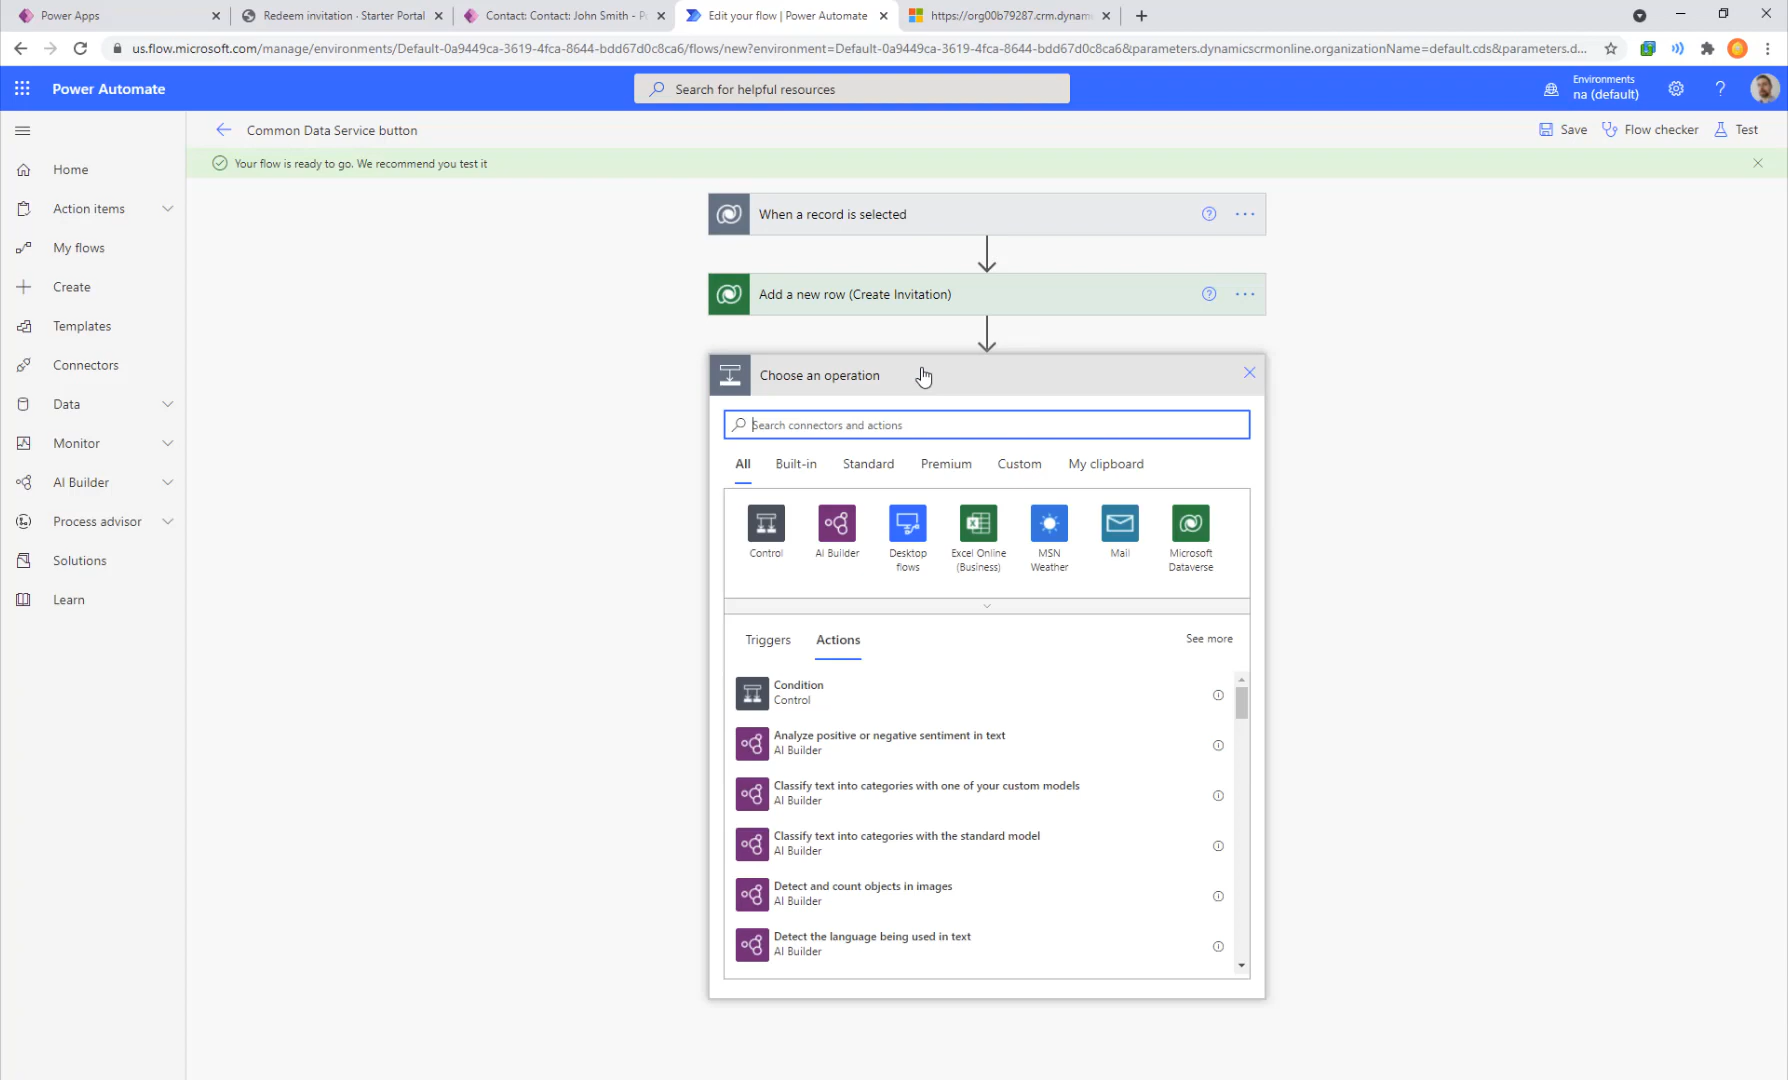 Power Apps
Redeem invitation · Starter Portal
Contact: Contact: John Smith - P
Edit your flow | Power Automate
https://org00b79287.crm.dynam
us.flow.microsoft.com/manage/environments/Default-0a9449ca-3619-4fca-8644-bdd67d0c8ca6/flows/new?environment=Default-0a9449ca-3619-4fca-8644-bdd67d0c8ca6&parameters.dynamicscrmonline.organizationName=default.cds&parameters.d...
Power Automate
Search for helpful resources
Environments
na (default)
Common Data Service button
Save
Flow checker
Test
Your flow is ready to go. We recommend you test it
Home
Action items
My flows
Create
Templates
Connectors
Data
Monitor
AI Builder
Process advisor
Solutions
Learn
When a record is selected
Add a new row (Create Invitation)
Choose an operation
Search connectors and actions
All
Built-in
Standard
Premium
Custom
My clipboard
Control
AI Builder
Desktop flows
Excel Online (Business)
MSN Weather
Mail
Microsoft Dataverse
Triggers
Actions
See more
Condition
Control
Analyze positive or negative sentiment in text
AI Builder
Classify text into categories with one of your custom models
AI Builder
Classify text into categories with the standard model
AI Builder
Detect and count objects in images
AI Builder
Detect the language being used in text
AI Builder